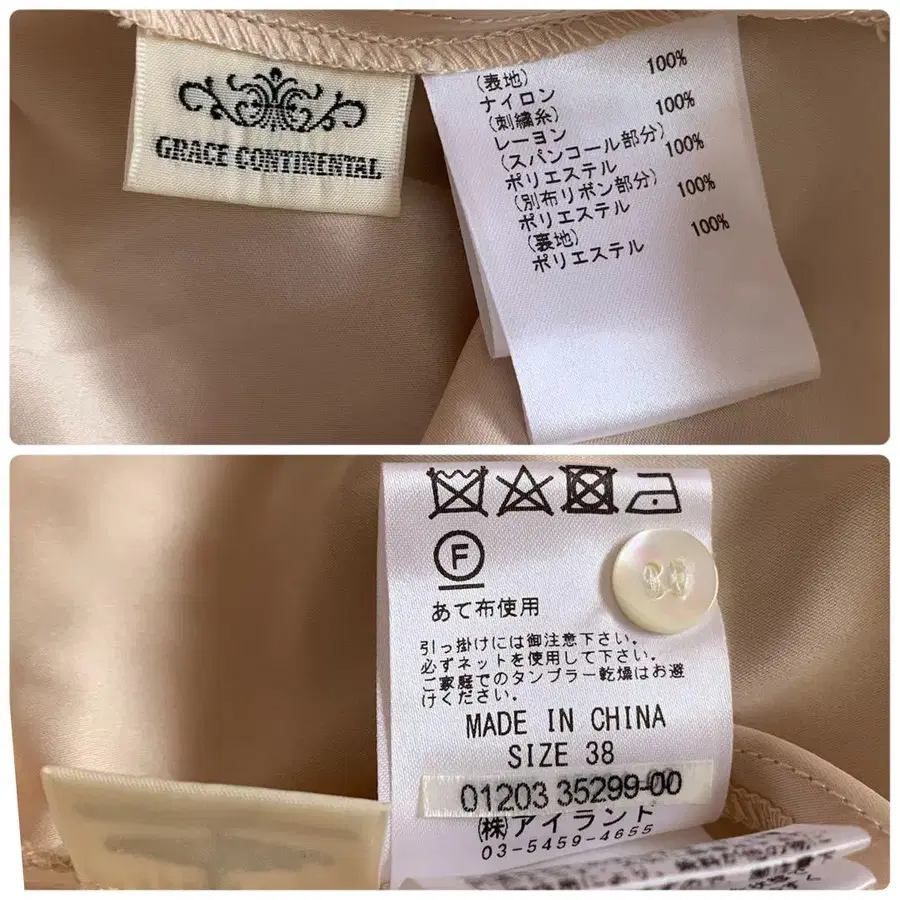 GRACE CONTINENTAL
(表地)
ナイロン 100%
(刺繍糸)
レーヨン 100%
(スパンコール部分)
ポリエステル 100%
(別布リボン部分)
ポリエステル 100%
(裏地)
ポリエステル 100%
F
あて布使用
引っ掛けには御注意下さい。
必ずネットを使用して下さい。
ご家庭でのタンブラー乾燥はお避
けください。
MADE IN CHINA
SIZE 38
01203 35299-00
(株)アイランド
03-5459-4655